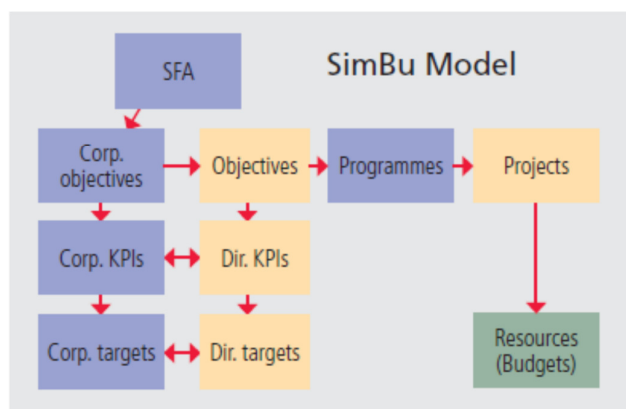 SimBu Model
SFA
Corp.
objectives
Objectives
Programmes
Projects
Corp. KPIs
Dir. KPIs
Corp. targets
Dir. targets
Resources
(Budgets)